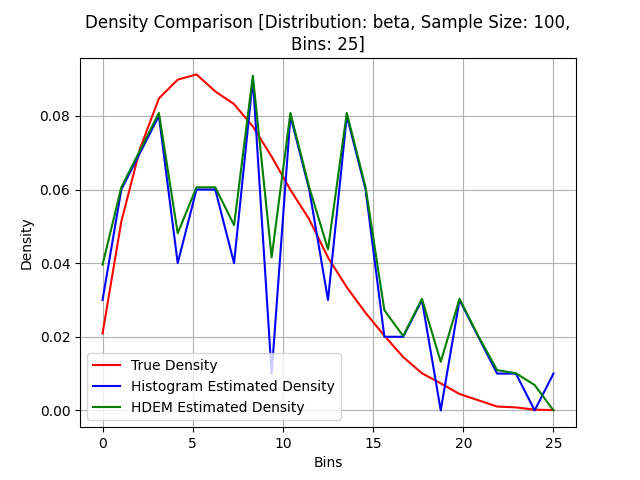 Density Comparison [Distribution: beta, Sample Size: 100,
Bins: 25]
Density
0.08
0.06
0.04
0.02
0.00
True Density
Histogram Estimated Density
HDEM Estimated Density
0 5 10 15 20 25
Bins